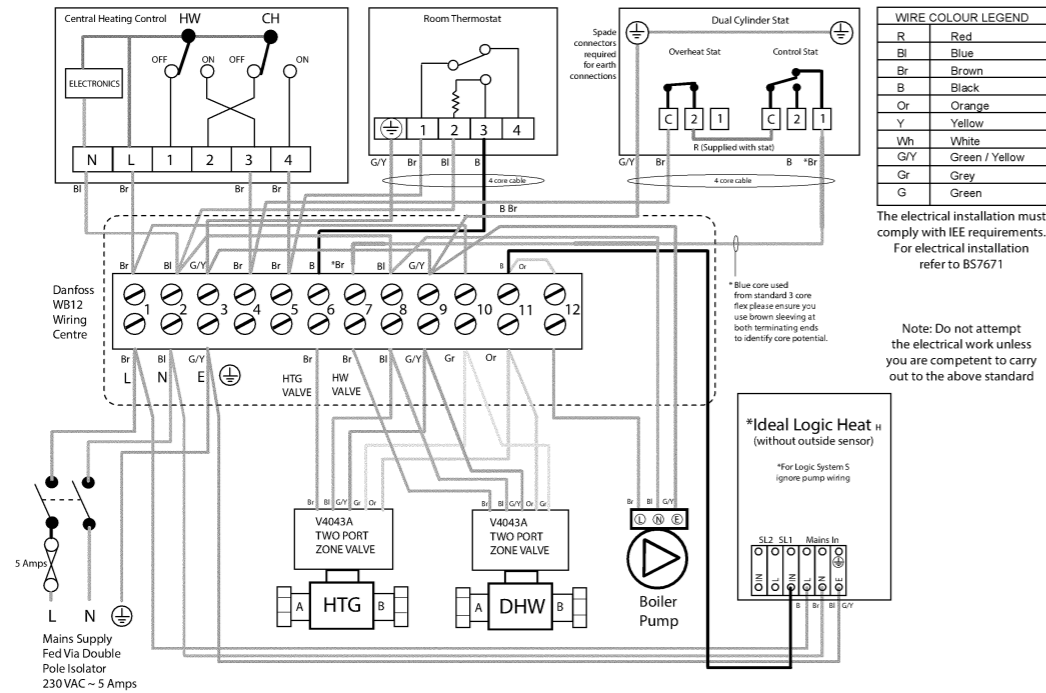 Central Heating Control
HW
CH
OFF
ON
OFF
ON
ELECTRONICS
N L 1 2 3 4
Bl
Br
Br
Br
Room Thermostat
1 2 3 4
G/Y Br Bl B
4 core cable
Spade
connectors
required
for earth
connections
Dual Cylinder Stat
Overheat Stat
Control Stat
C 2 1
C 2 1
R (Supplied with stat)
G/Y Br B *Br
4 core cable
B Br
WIRE COLOUR LEGEND
R Red
Bl Blue
Br Brown
B Black
Or Orange
Y Yellow
Wh White
G/Y Green / Yellow
Gr Grey
G Green
The electrical installation must
comply with IEE requirements.
For electrical installation
refer to BS7671
Note: Do not attempt
the electrical work unless
you are competent to carry
out to the above standard
Br Bl G/Y Br Br B *Br Bl G/Y B Or
Danfoss
WB12
Wiring
Centre
1 2 3 4 5 6 7 8 9 10 11 12
* Blue core used
from standard 3 core
flex please ensure you
use brown sleeving at
both terminating ends
to identify core potential.
Br Bl G/Y Br Br Bl G/Y Gr Or
L N E
HTG
VALVE
HW
VALVE
*Ideal Logic Heat H
(without outside sensor)
*For Logic System S
ignore pump wiring
SL2 SL1 Mains In
IN L IN L N E
B Br Bl G/Y
Br Bl G/Y Gr Or
V4043A
TWO PORT
ZONE VALVE
A HTG B
Br Bl G/Y Or Gr
V4043A
TWO PORT
ZONE VALVE
A DHW B
Br Bl G/Y
L N E
Boiler
Pump
5 Amps
L N
Mains Supply
Fed Via Double
Pole Isolator
230 VAC ~ 5 Amps